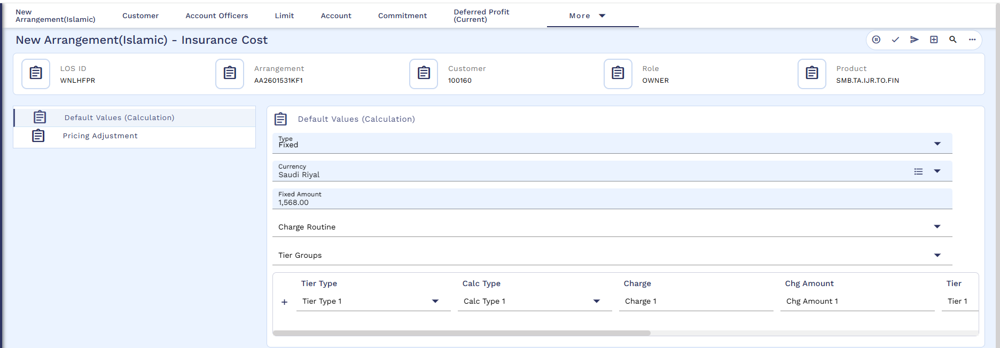 New
Arrangement(Islamic)
Customer
Account Officers
Limit
Account
Commitment
Deferred Profit
(Current)
More
New Arrangement(Islamic) - Insurance Cost
LOS ID
WNLHFPR
Arrangement
AA2601531KF1
Customer
100160
Role
OWNER
Product
SMB.TA.IJR.TO.FIN
Default Values (Calculation)
Pricing Adjustment
Default Values (Calculation)
Type
Fixed
Currency
Saudi Riyal
Fixed Amount
1,568.00
Charge Routine
Tier Groups
Tier Type
Calc Type
Charge
Chg Amount
Tier
Tier Type 1
Calc Type 1
Charge 1
Chg Amount 1
Tier 1